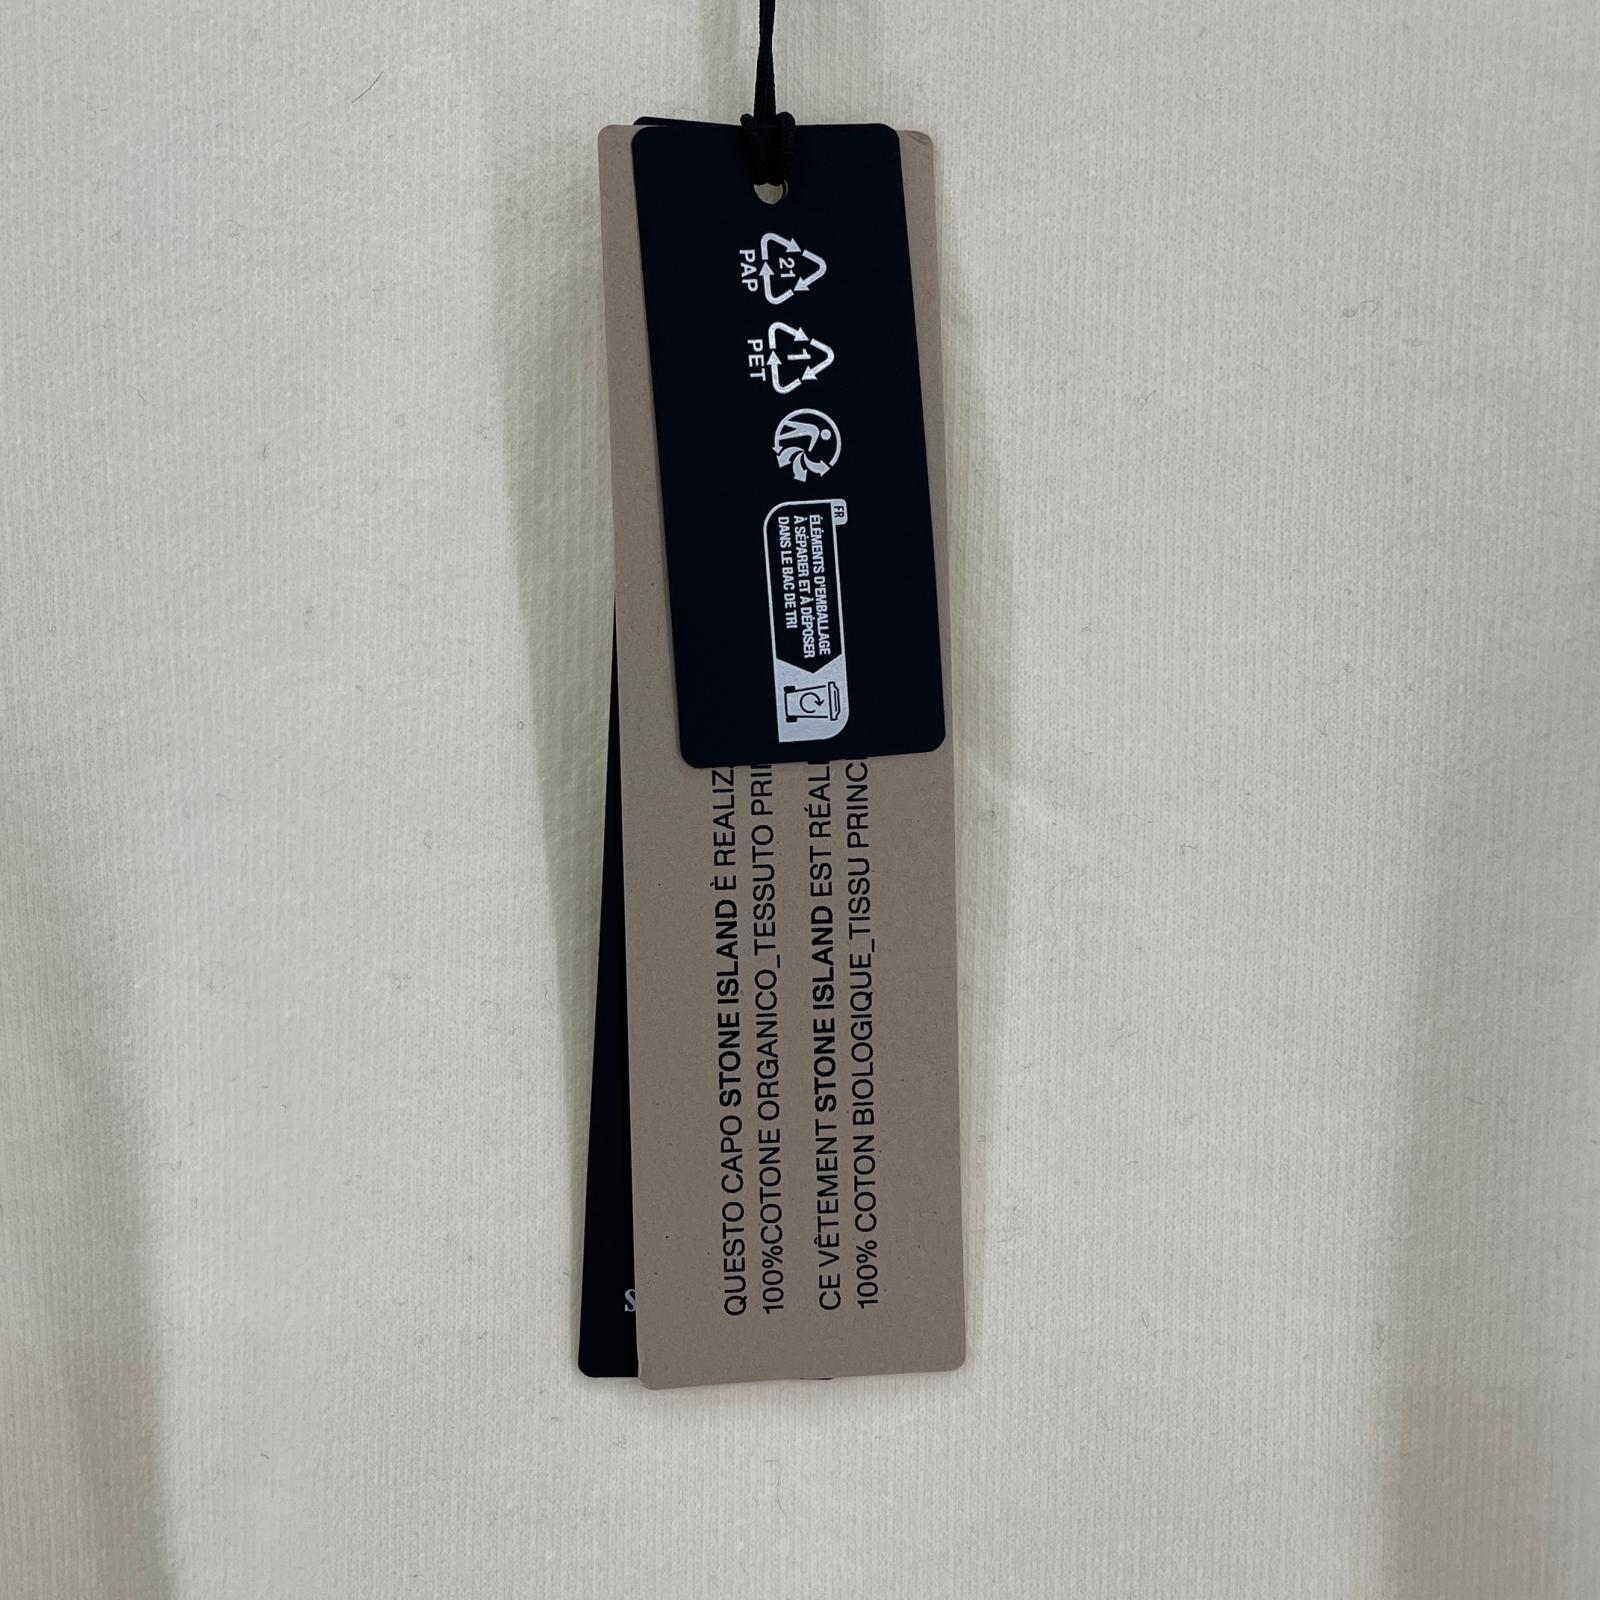 21
PAP
1
PET
FR
ÉLÉMENTS D'EMBALLAGE
À SÉPARER ET À DÉPOSER
DANS LE BAC DE TRI
QUESTO CAPO STONE ISLAND È REALIZ
100%COTONE ORGANICO_TESSUTO PRI
CE VÊTEMENT STONE ISLAND EST RÉAL
100% COTON BIOLOGIQUE_TISSU PRINC
S